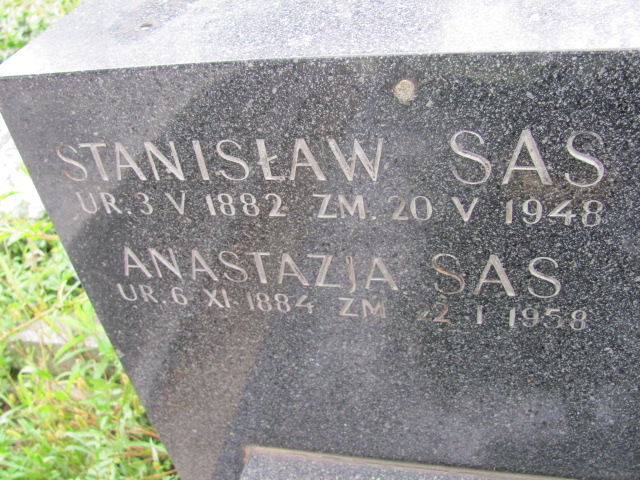 STANISŁAW SAS
UR. 3 V 1882 ZM. 20 V 1948
ANASTAZJA SAS
UR. 6 XI 1884 ZM 22 I 1958